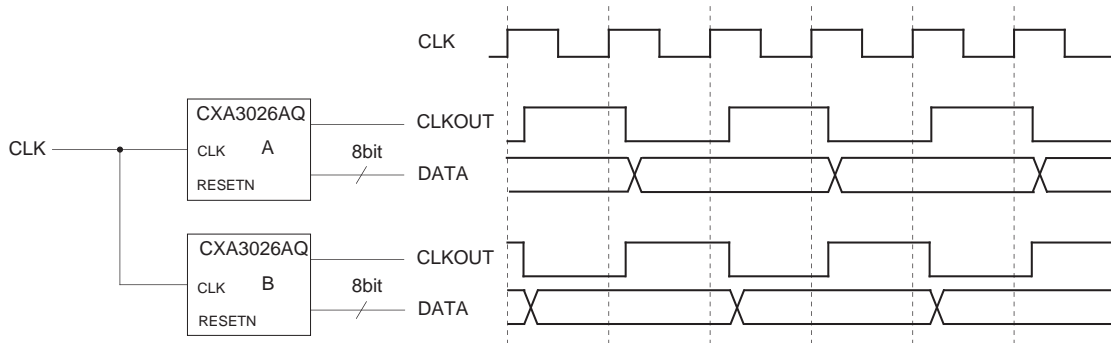 CLK
CXA3026AQ
CLKOUT
CLK
CLK
A
8bit
DATA
RESETN
CXA3026AQ
CLKOUT
CLK
B
8bit
DATA
RESETN